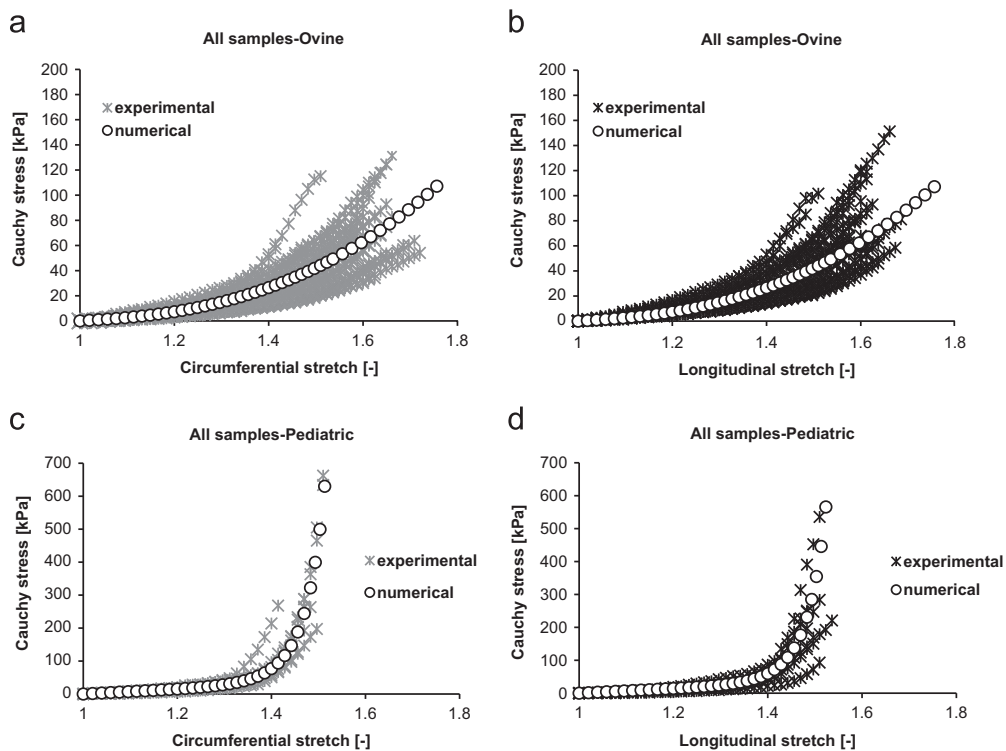 a
All samples-Ovine
Cauchy stress [kPa]
200
180
160
140
120
100
80
60
40
20
0
experimental
numerical
1
1.2
1.4
1.6
1.8
Circumferential stretch [-]
b
All samples-Ovine
Cauchy stress [kPa]
200
180
160
140
120
100
80
60
40
20
0
experimental
numerical
1
1.2
1.4
1.6
1.8
Longitudinal stretch [-]
c
All samples-Pediatric
Cauchy stress [kPa]
700
600
500
400
300
200
100
0
experimental
numerical
1
1.2
1.4
1.6
1.8
Circumferential stretch [-]
d
All samples-Pediatric
Cauchy stress [kPa]
700
600
500
400
300
200
100
0
experimental
numerical
1
1.2
1.4
1.6
1.8
Longitudinal stretch [-]